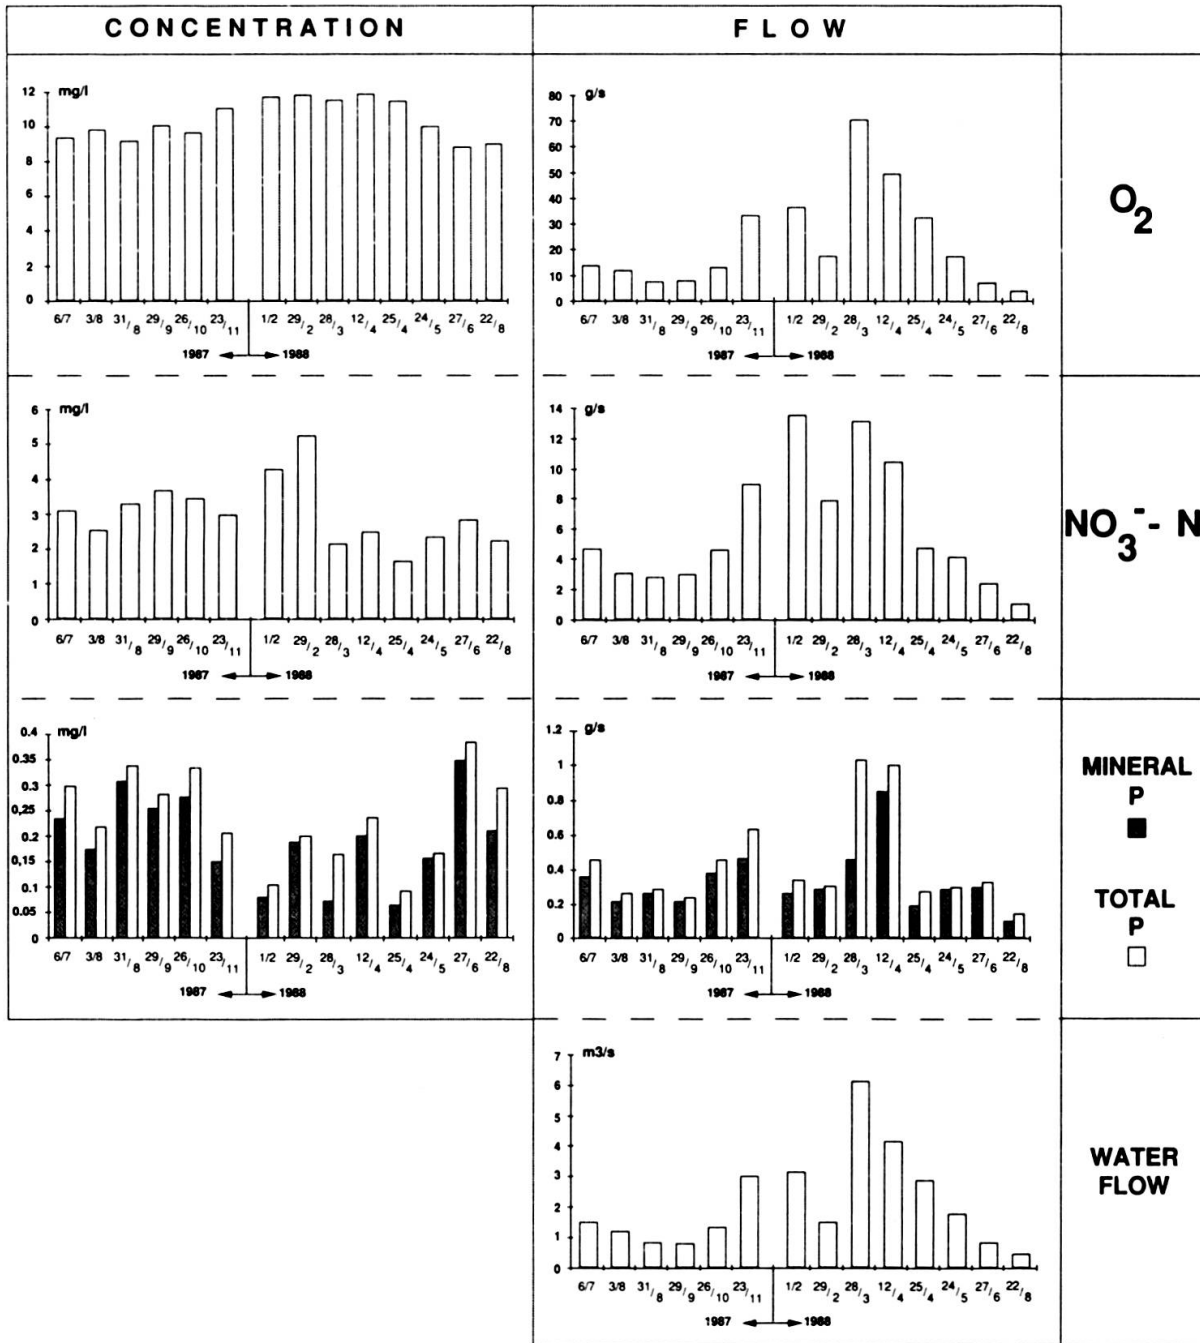 CONCENTRATION
FLOW
mg/l
12
10
8
6
4
2
0
6/7 3/8 31/8 29/9 26/10 23/11 1/2 29/2 28/3 12/4 25/4 24/5 27/6 22/8
1987 1988
g/s
80
70
60
50
40
30
20
10
0
6/7 3/8 31/8 29/9 26/10 23/11 1/2 29/2 28/3 12/4 25/4 24/5 27/6 22/8
1987 1988
O2
mg/l
6
5
4
3
2
1
0
6/7 3/8 31/8 29/9 26/10 23/11 1/2 29/2 28/3 12/4 25/4 24/5 27/6 22/8
1987 1988
g/s
14
12
10
8
6
4
2
0
6/7 3/8 31/8 29/9 26/10 23/11 1/2 29/2 28/3 12/4 25/4 24/5 27/6 22/8
1987 1988
NO3- - N
mg/l
0.4
0.35
0.3
0,25
0.2
0.15
0.1
0.05
0
6/7 3/8 31/8 29/9 26/10 23/11 1/2 29/2 28/3 12/4 25/4 24/5 27/6 22/8
1987 1988
g/s
1.2
1
0.8
0.6
0.4
0.2
0
6/7 3/8 31/8 29/9 26/10 23/11 1/2 29/2 28/3 12/4 25/4 24/5 27/6 22/8
1987 1988
MINERAL
P
TOTAL
P
m3/s
7
6
5
4
3
2
1
0
6/7 3/8 31/8 29/9 26/10 23/11 1/2 29/2 28/3 12/4 25/4 24/5 27/6 22/8
1987 1988
WATER
FLOW